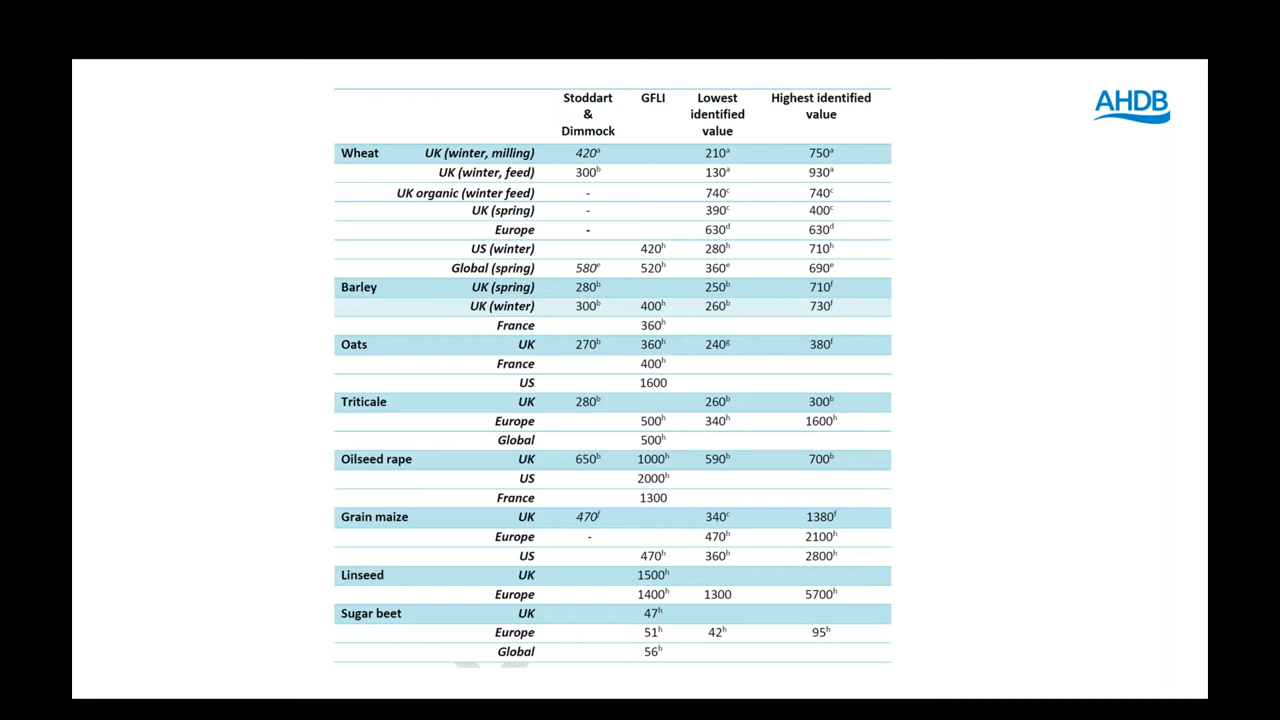 AHDB
Stoddart & Dimmock GFLI Lowest identified value Highest identified value
Wheat UK (winter, milling) 420ᵃ 210ᵃ 750ᵃ
UK (winter, feed) 300ᵇ 130ᵃ 930ᵃ
UK organic (winter feed) - 740ᶜ 740ᶜ
UK (spring) - 390ᶜ 400ᶜ
Europe - 630ᵈ 630ᵈ
US (winter) 420ʰ 280ʰ 710ʰ
Global (spring) 580ᵉ 520ʰ 360ᵉ 690ᵉ
Barley UK (spring) 280ᵇ 250ᵇ 710ᶠ
UK (winter) 300ᵇ 400ʰ 260ᵇ 730ᶠ
France 360ʰ
Oats UK 270ᵇ 360ʰ 240ᵍ 380ᶠ
France 400ʰ
US 1600
Triticale UK 280ᵇ 260ᵇ 300ᵇ
Europe 500ʰ 340ʰ 1600ʰ
Global 500ʰ
Oilseed rape UK 650ᵇ 1000ʰ 590ᵇ 700ᵇ
US 2000ʰ
France 1300
Grain maize UK 470ᶠ 340ᶜ 1380ᶠ
Europe - 470ʰ 2100ʰ
US 470ʰ 360ʰ 2800ʰ
Linseed UK 1500ʰ
Europe 1400ʰ 1300 5700ʰ
Sugar beet UK 47ʰ
Europe 51ʰ 42ʰ 95ʰ
Global 56ʰ